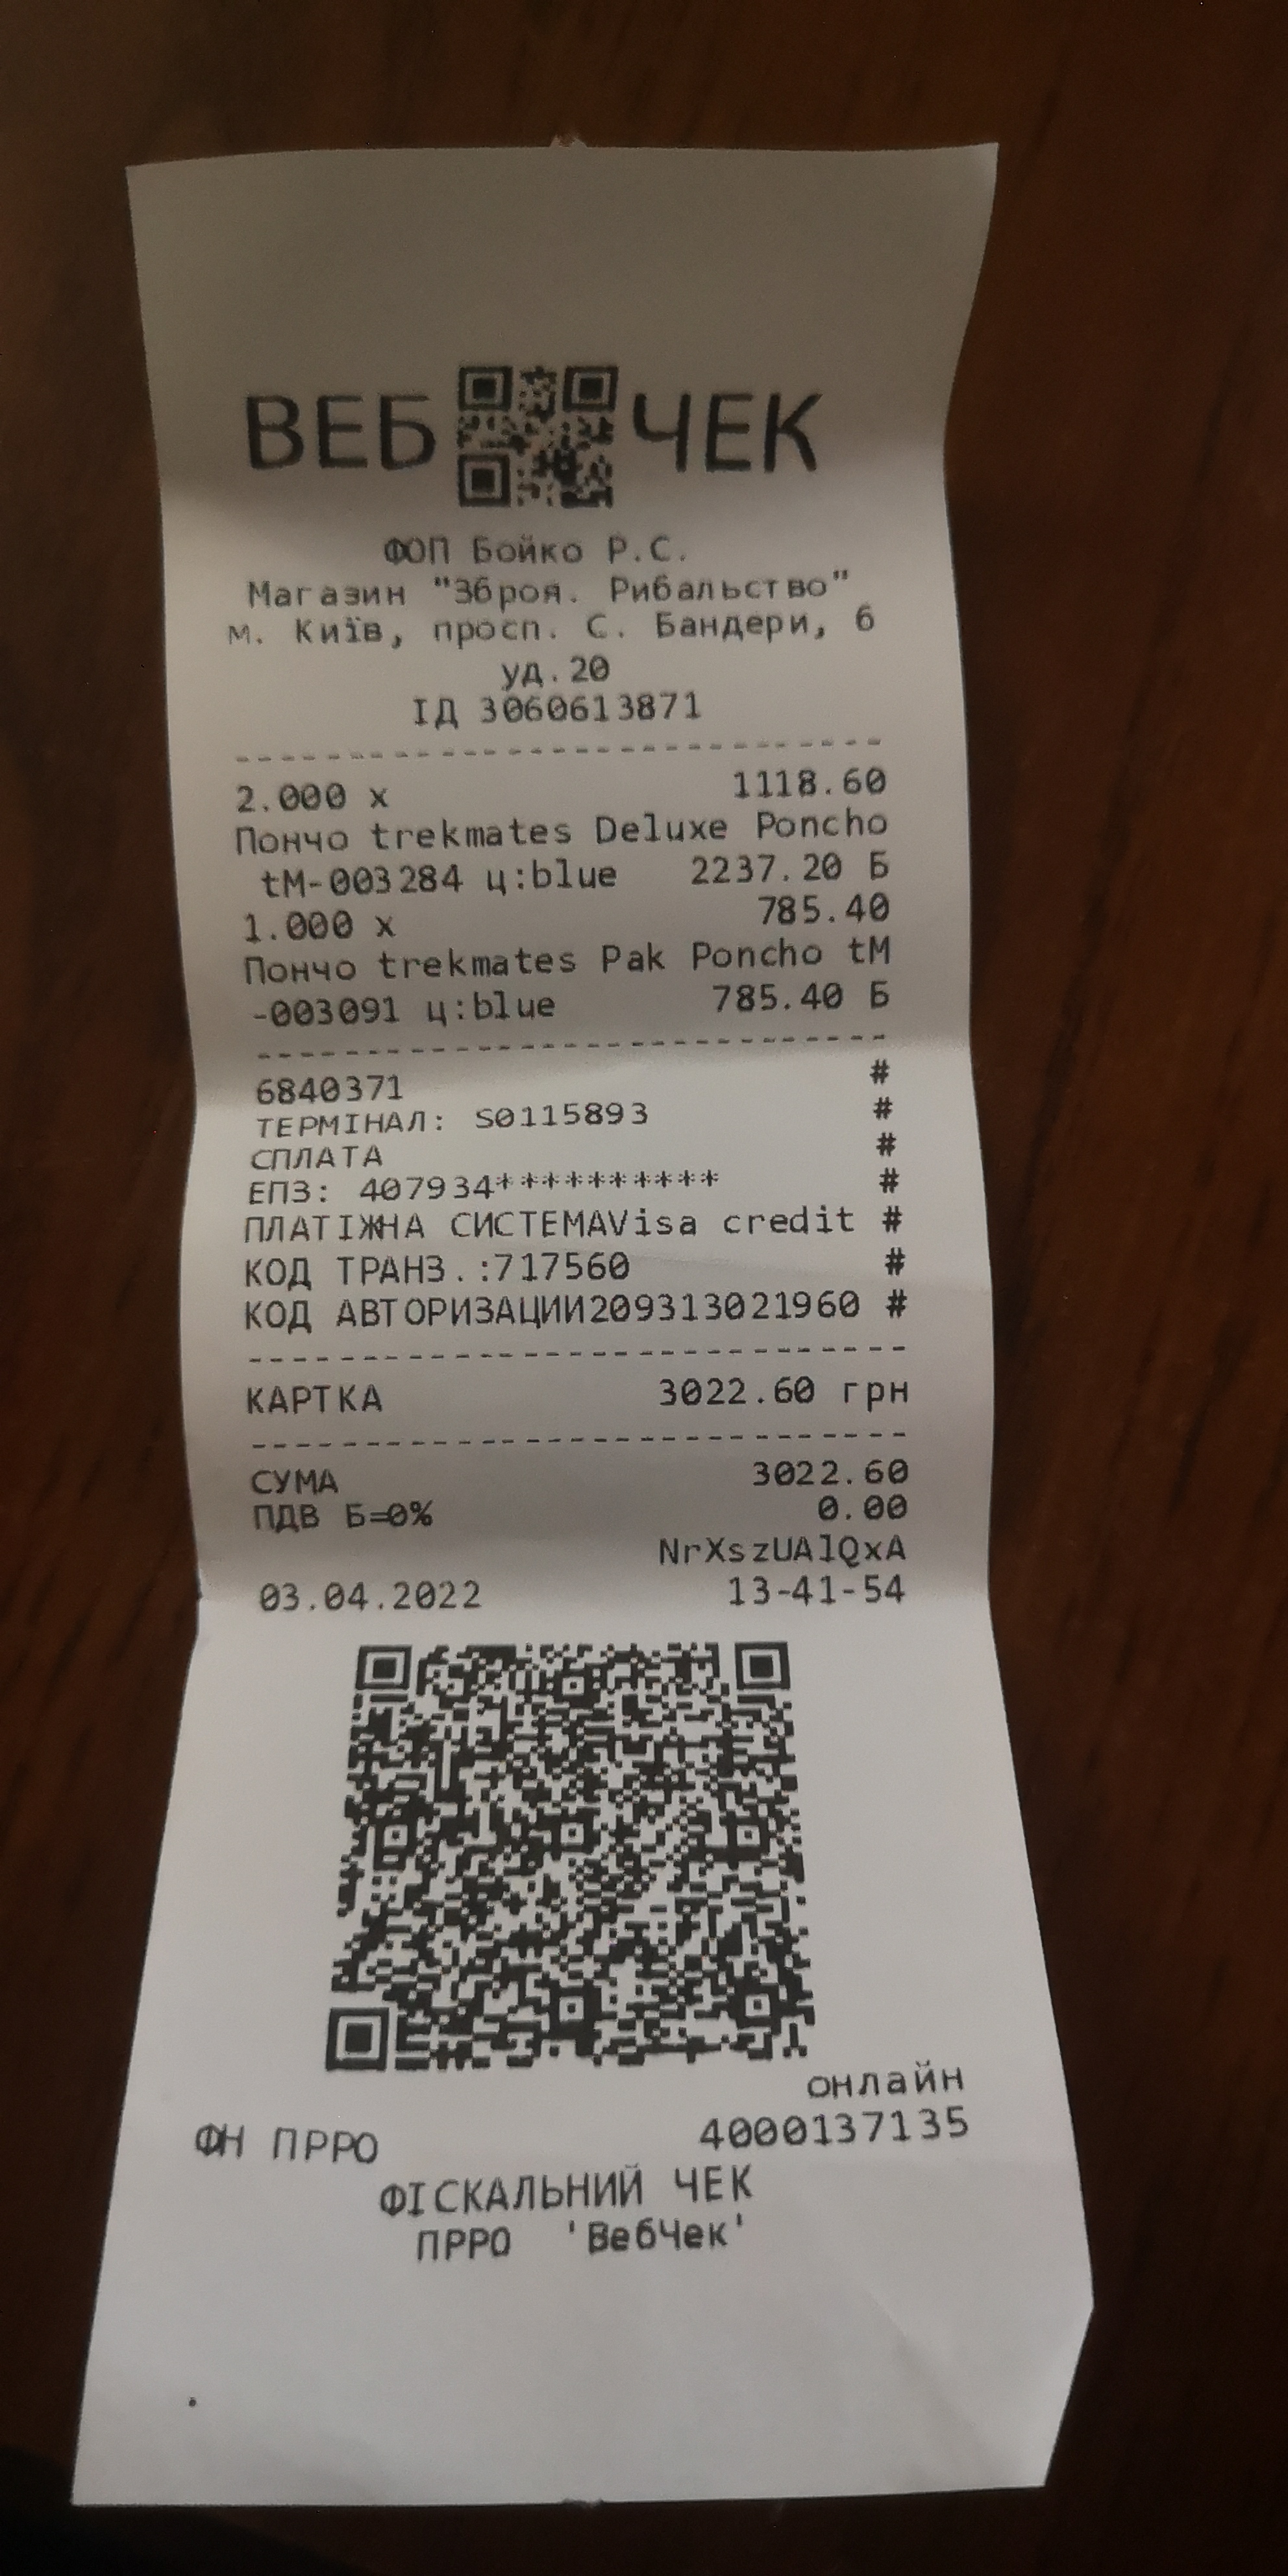 ВЕБ ЧЕК
ФОП Бойко Р.С.
Магазин "Зброя. Рибальство"
м. Київ, просп. С. Бандери, б
уд.20
ІД 3060613871
2.000 x 1118.60
Пончо trekmates Deluxe Poncho
tM-003284 ц:blue 2237.20 Б
1.000 x 785.40
Пончо trekmates Pak Poncho tM
-003091 ц:blue 785.40 Б
6840371 #
ТЕРМІНАЛ: S0115893 #
СПЛАТА #
ЕПЗ: 407934********** #
ПЛАТІЖНА СИСТЕМАVisa credit #
КОД ТРАНЗ.:717560 #
КОД АВТОРИЗАЦИИ209313021960 #
КАРТКА 3022.60 грн
СУМА 3022.60
ПДВ Б=0% 0.00
NrXszUAlQxA
03.04.2022 13-41-54
онлайн
ФН ПРРО 4000137135
ФІСКАЛЬНИЙ ЧЕК
ПРРО 'ВебЧек'